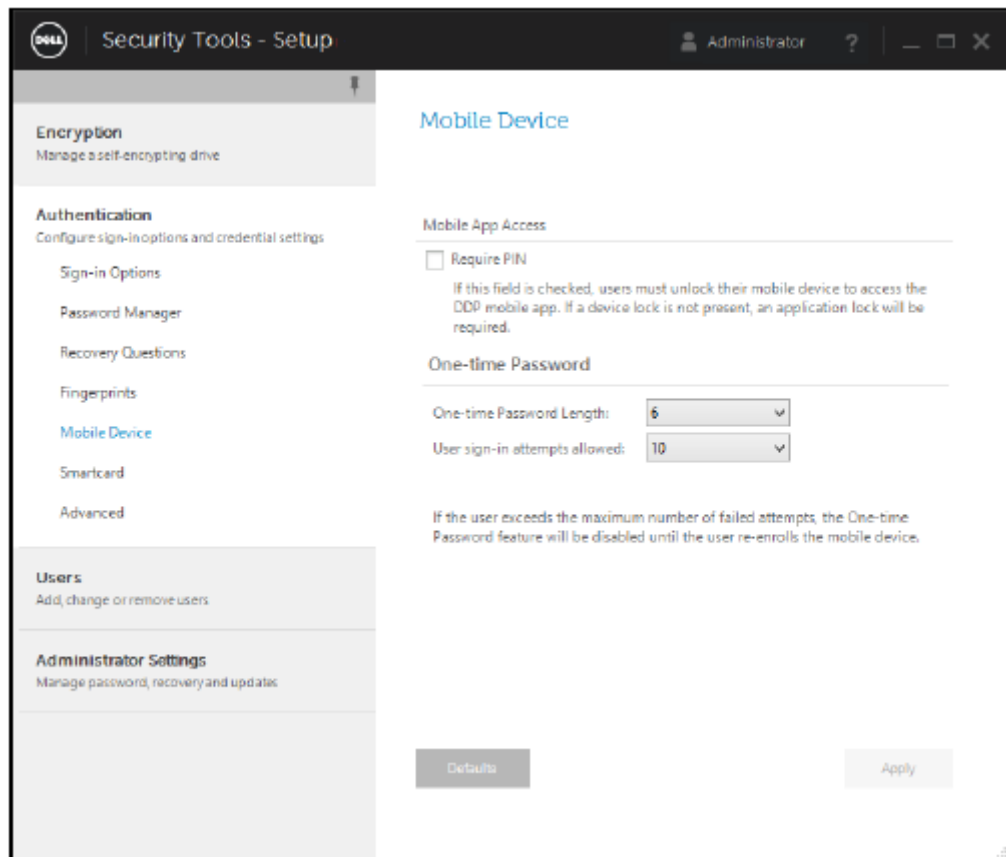 DELL
Security Tools - Setup
Administrator
?
Encryption
Manage a self-encrypting drive
Authentication
Configure sign-in options and credential settings
Sign-in Options
Password Manager
Recovery Questions
Fingerprints
Mobile Device
Smartcard
Advanced
Users
Add, change or remove users
Administrator Settings
Manage password, recovery and updates
Mobile Device
Mobile App Access
Require PIN
If this field is checked, users must unlock their mobile device to access the
DDP mobile app. If a device lock is not present, an application lock will be
required.
One-time Password
One-time Password Length: 6
User sign-in attempts allowed: 10
If the user exceeds the maximum number of failed attempts, the One-time
Password feature will be disabled until the user re-enrolls the mobile device.
Defaults
Apply